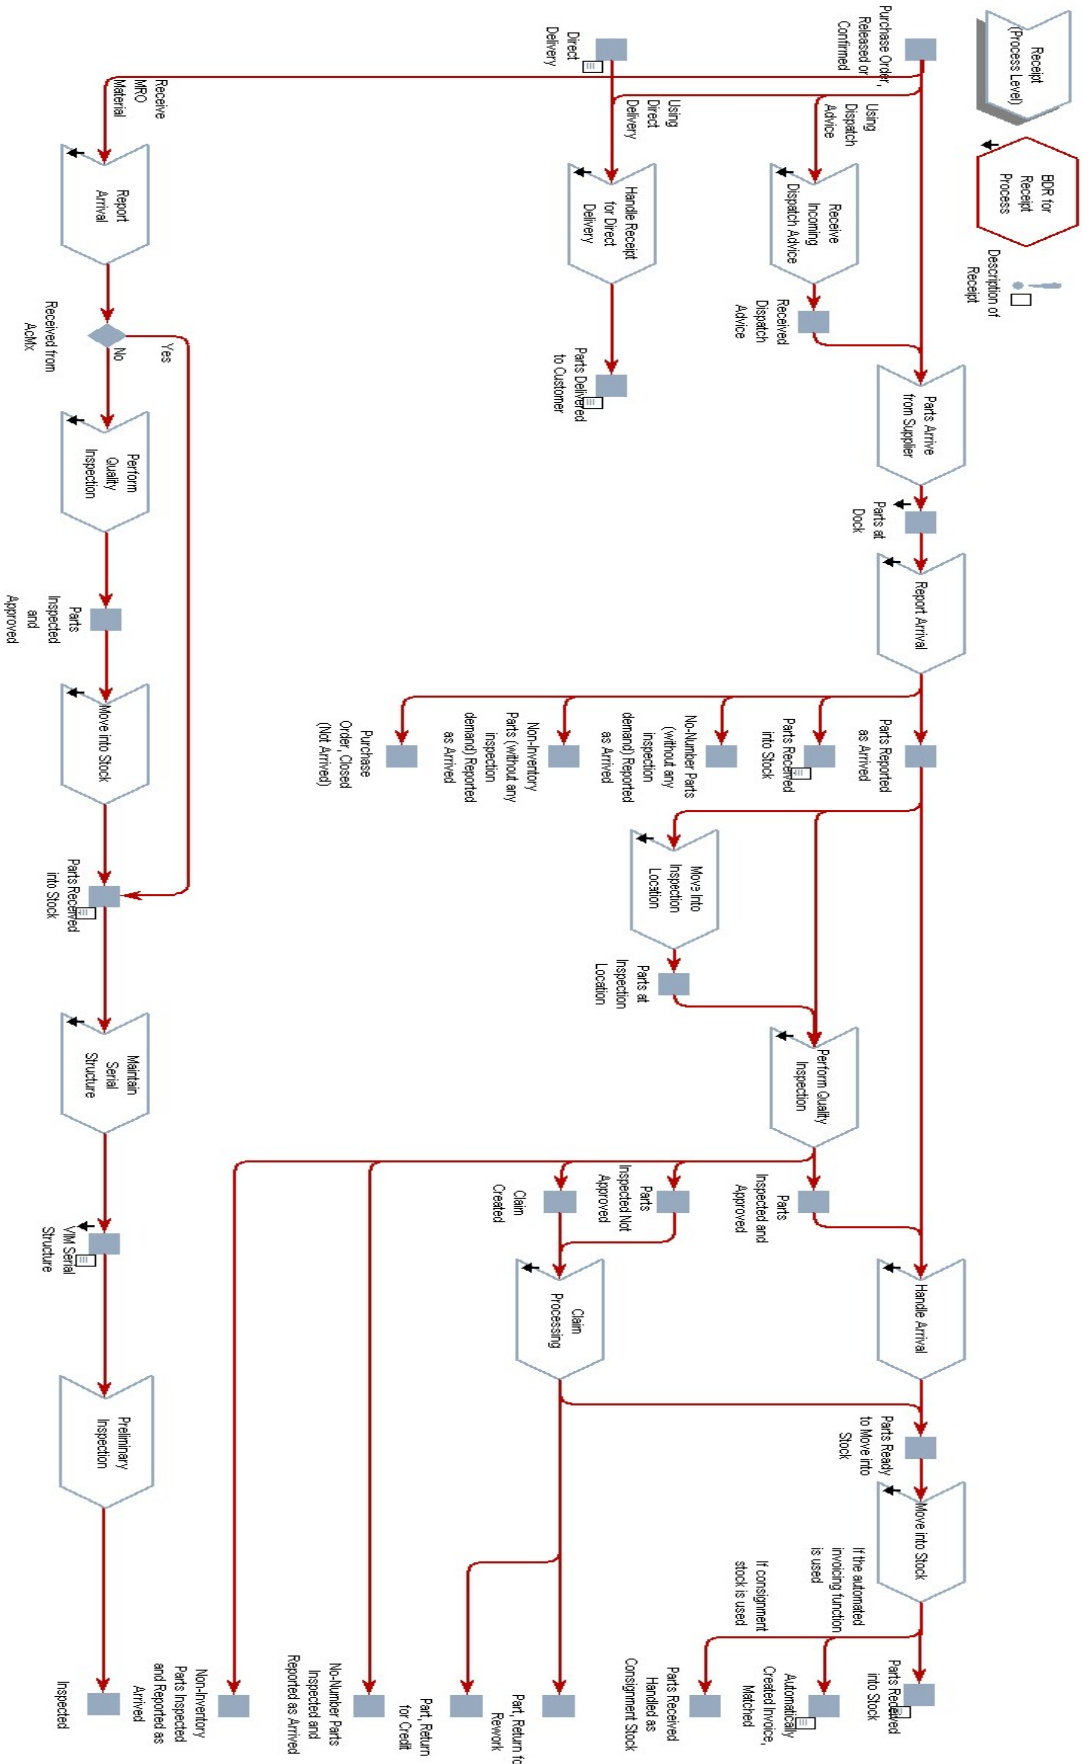 Receipt
(Process Level)
BDR for
Receipt
Process
Description of
Receipt
Purchase Order,
Released or
Confirmed
Using
Dispatch
Advice
Receive
Incoming
Dispatch Advice
Received
Dispatch
Advice
Parts Arrive
from Supplier
Parts at
Dock
Report Arrival
Parts Reported
as Arrived
Parts Received
into Stock
No-Number Parts
(without any
inspection
demand) Reported
as Arrived
Non-Inventory
Parts (without any
inspection
demand) Reported
as Arrived
Purchase
Order, Closed
(Not Arrived)
Move Into
Inspection
Location
Parts at
Inspection
Location
Perform Quality
Inspection
Parts
Inspected and
Approved
Parts
Inspected Not
Approved
Claim
Created
Handle Arrival
Claim
Processing
Parts Ready
to Move into
Stock
Move into Stock
If the automated
invoicing function
is used
If consignment
stock is used
Parts Received
into Stock
Automatically
Created Invoice,
Matched
Parts Received
Handled as
Consignment Stock
Part, Return to
Rework
Part, Return
for Credit
No-Number Parts
Inspected and
Reported as Arrived
Non-Inventory
Parts Inspected
and Reported as
Arrived
Direct
Delivery
Using
Direct
Delivery
Handle Receipt
for Direct
Delivery
Parts Delivered
to Customer
Receive
MRO
Material
Report
Arrival
Received from
AcMx
Yes
No
Perform
Quality
Inspection
Parts
Inspected
and
Approved
Move into Stock
Parts Received
into Stock
Maintain
Serial
Structure
VIM Serial
Structure
Preliminary
Inspection
Inspected